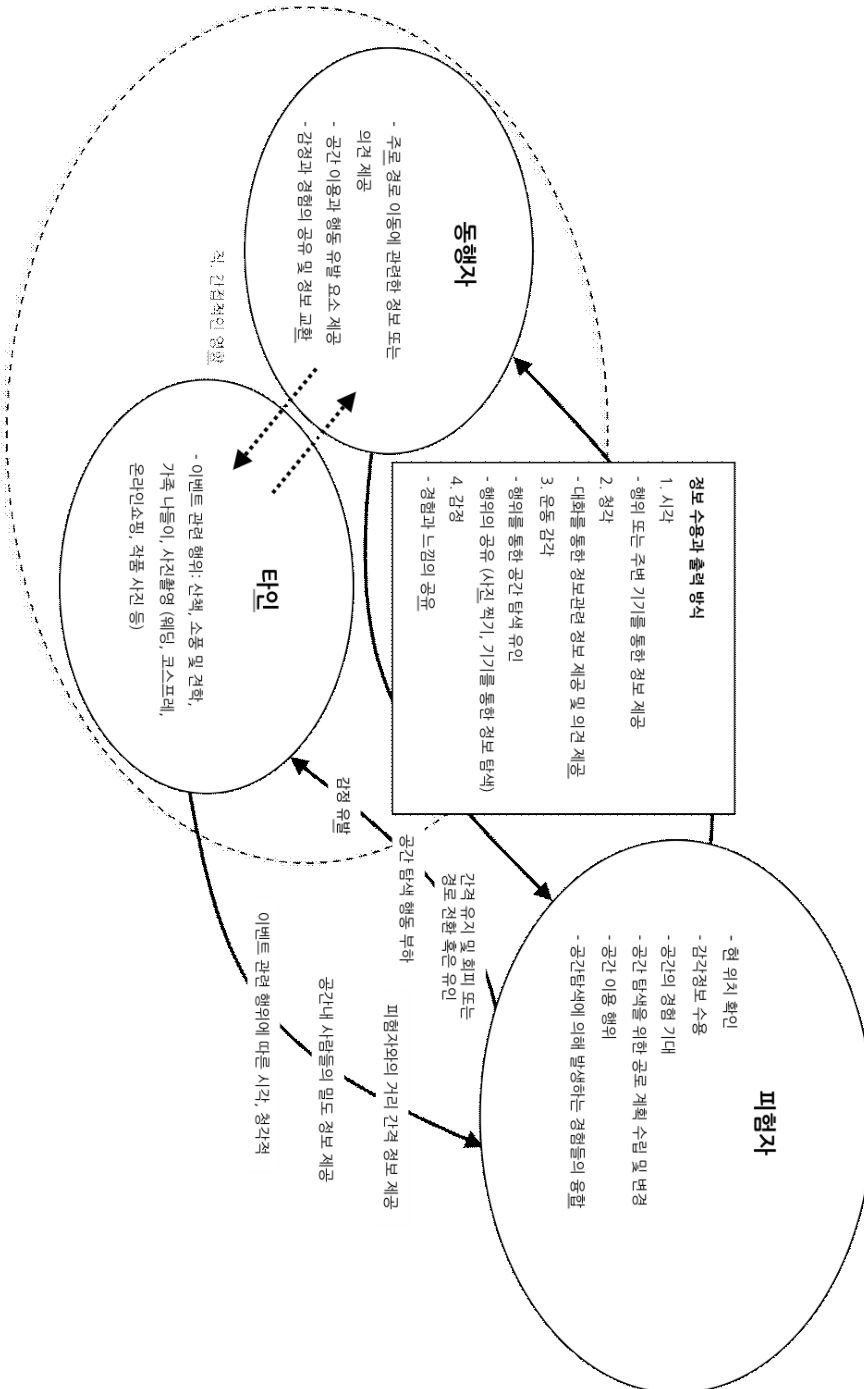 피험자
- 현 위치 확인
- 감각정보 수용
- 공간의 경험 기대
- 공간 탐색을 위한 공로 계획 수립 및 변경
- 공간 이용 행위
- 공간탐색에 의해 발생하는 경험들의 융합
정보 수용과 출력 방식
1. 시각
- 행위 또는 주변 기기를 통한 정보 제공
2. 청각
- 대화를 통한 정보관련 정보 제공 및 의견 제공
3. 운동 감각
- 행위를 통한 공간 탐색 유인
- 행위의 공유 (사진 찍기, 기기를 통한 정보 탐색)
4. 감정
- 경험과 느낌의 공유
동행자
- 주로 경로 이동에 관련한 정보 또는
의견 제공
- 공간 이용과 행동 유발 요소 제공
- 감정과 경험의 공유 및 정보 교환
직, 간접적인 영향
타인
- 이벤트 관련 행위: 산책, 소풍 및 견학,
가족 나들이, 사진촬영 (웨딩, 코스프레,
온라인쇼핑, 작품 사진 등)
간격 유지 및 회피 또는
경로 전환 혹은 유인
공간 탐색 행동 부하
감정 유발
피험자와의 거리 간격 정보 제공
공간내 사람들의 밀도 정보 제공
이벤트 관련 행위에 따른 시각, 청각적